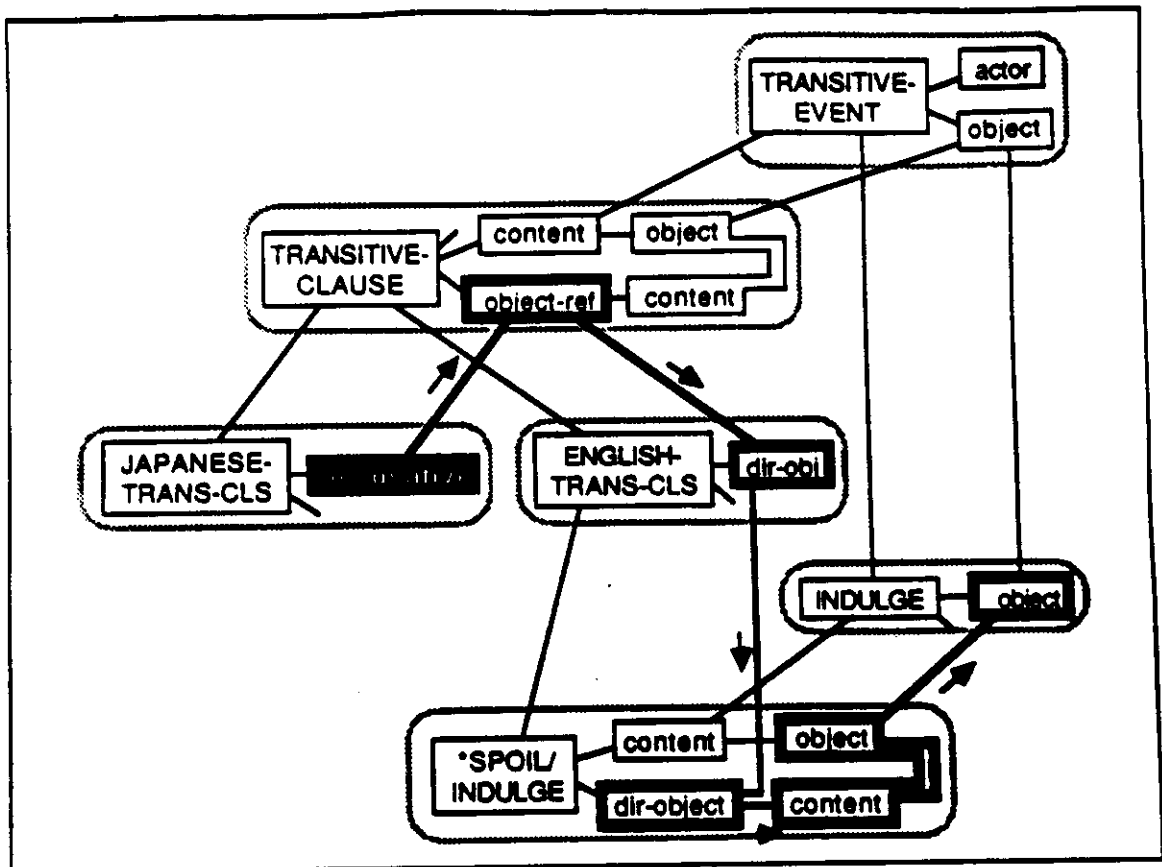 TRANSITIVE-
EVENT
actor
object
TRANSITIVE-
CLAUSE
content
object
object-ref
content
JAPANESE-
TRANS-CLS
ENGLISH-
TRANS-CLS
dir-obj
INDULGE
object
*SPOIL/
INDULGE
content
object
dir-object
content